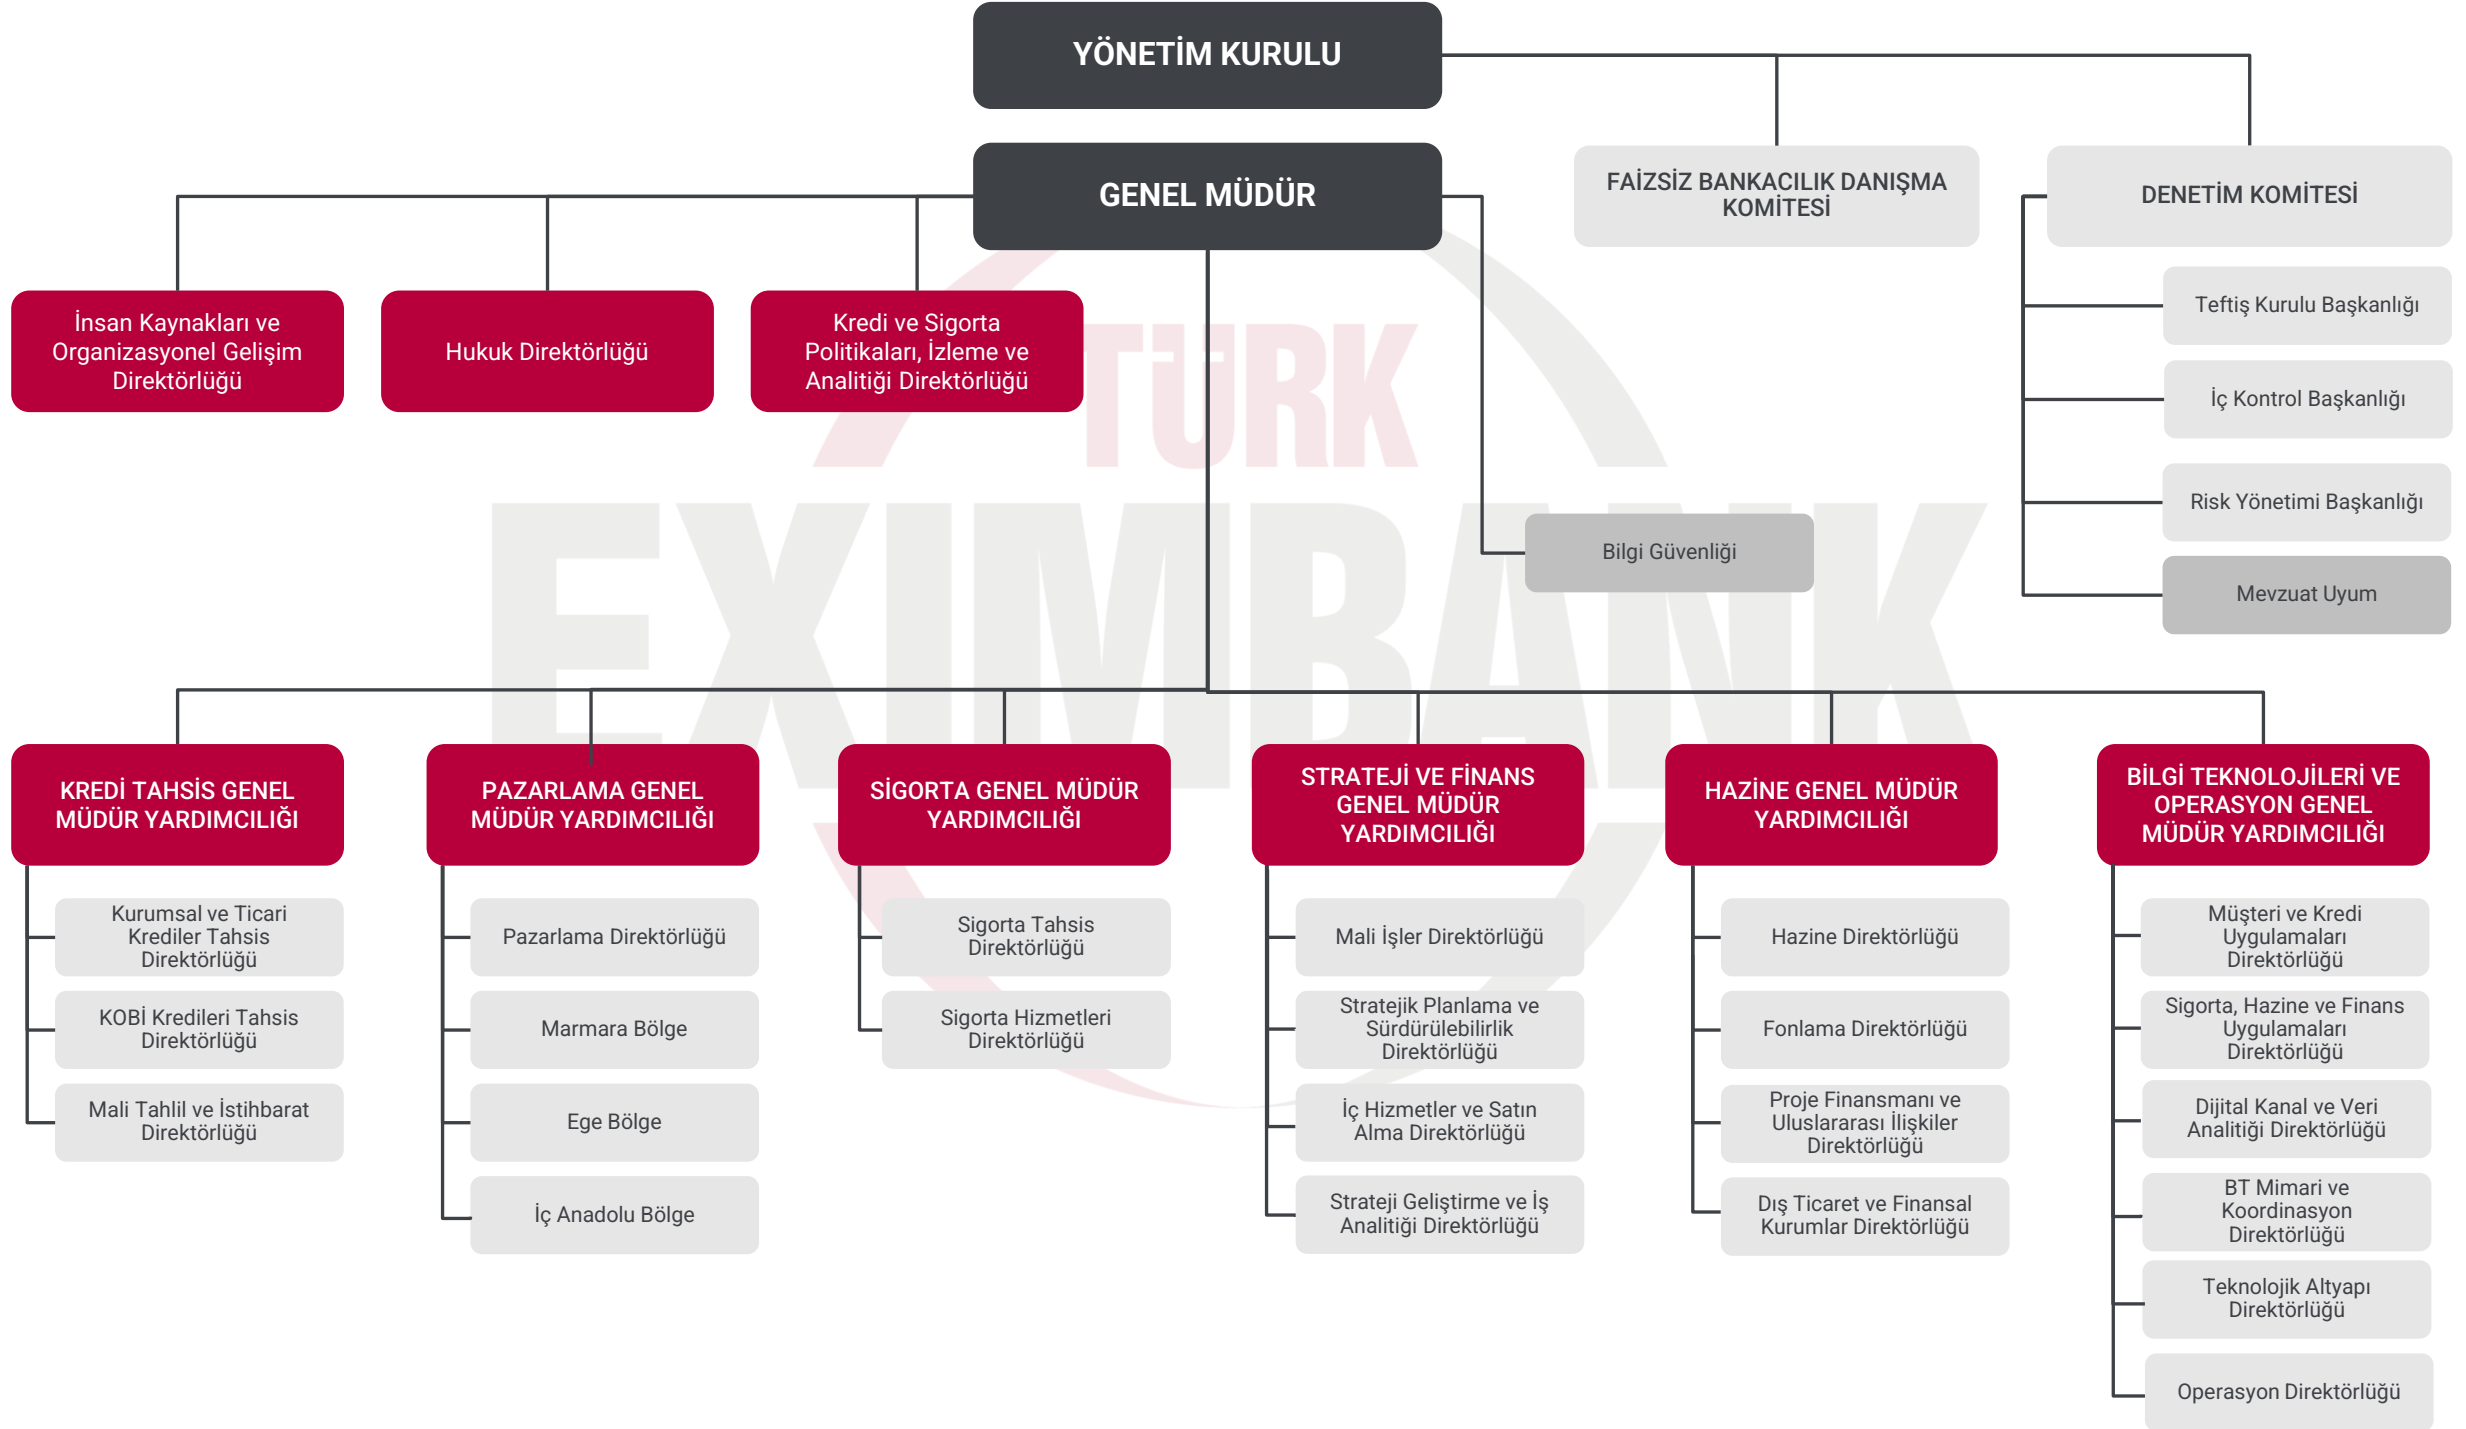 YÖNETİM KURULU
GENEL MÜDÜR
FAİZSİZ BANKACILIK DANIŞMA
KOMİTESİ
DENETİM KOMİTESİ
Teftiş Kurulu Başkanlığı
İç Kontrol Başkanlığı
Risk Yönetimi Başkanlığı
Mevzuat Uyum
Bilgi Güvenliği
İnsan Kaynakları ve
Organizasyonel Gelişim
Direktörlüğü
Hukuk Direktörlüğü
Kredi ve Sigorta
Politikaları, İzleme ve
Analitiği Direktörlüğü
TÜRK
EXIMBANK
KREDİ TAHSİS GENEL
MÜDÜR YARDIMCILIĞI
Kurumsal ve Ticari
Krediler Tahsis
Direktörlüğü
KOBİ Kredileri Tahsis
Direktörlüğü
Mali Tahlil ve İstihbarat
Direktörlüğü
PAZARLAMA GENEL
MÜDÜR YARDIMCILIĞI
Pazarlama Direktörlüğü
Marmara Bölge
Ege Bölge
İç Anadolu Bölge
SİGORTA GENEL MÜDÜR
YARDIMCILIĞI
Sigorta Tahsis
Direktörlüğü
Sigorta Hizmetleri
Direktörlüğü
STRATEJİ VE FİNANS
GENEL MÜDÜR
YARDIMCILIĞI
Mali İşler Direktörlüğü
Stratejik Planlama ve
Sürdürülebilirlik
Direktörlüğü
İç Hizmetler ve Satın
Alma Direktörlüğü
Strateji Geliştirme ve İş
Analitiği Direktörlüğü
HAZİNE GENEL MÜDÜR
YARDIMCILIĞI
Hazine Direktörlüğü
Fonlama Direktörlüğü
Proje Finansmanı ve
Uluslararası İlişkiler
Direktörlüğü
Dış Ticaret ve Finansal
Kurumlar Direktörlüğü
BİLGİ TEKNOLOJİLERİ VE
OPERASYON GENEL
MÜDÜR YARDIMCILIĞI
Müşteri ve Kredi
Uygulamaları
Direktörlüğü
Sigorta, Hazine ve Finans
Uygulamaları
Direktörlüğü
Dijital Kanal ve Veri
Analitiği Direktörlüğü
BT Mimari ve
Koordinasyon
Direktörlüğü
Teknolojik Altyapı
Direktörlüğü
Operasyon Direktörlüğü